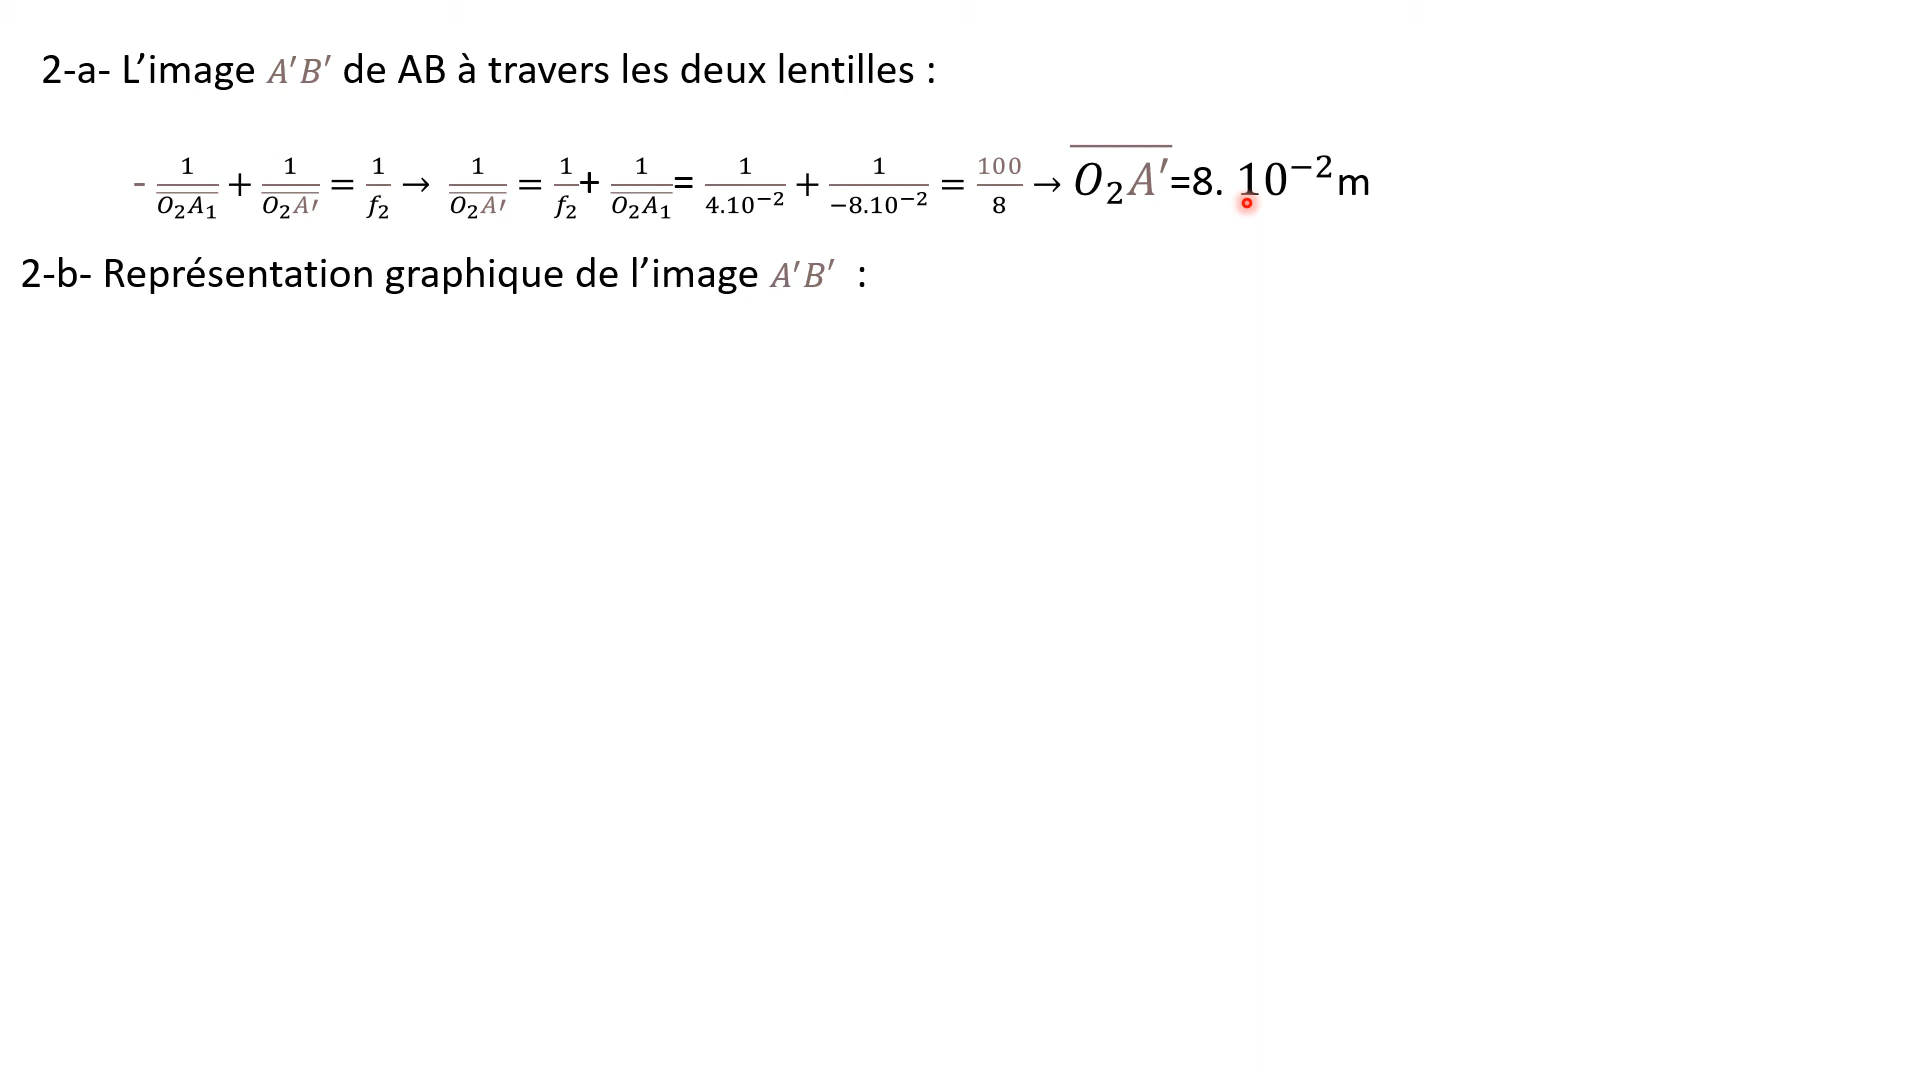 2-a- L’image A′B′ de AB à travers les deux lentilles :
- 1/O₂A₁ + 1/O₂A′ = 1/f₂ → 1/O₂A′ = 1/f₂ + 1/O₂A₁ = 1/4.10⁻² + 1/−8.10⁻² = 100/8 → O₂A′=8. 10⁻²m
2-b- Représentation graphique de l’image A′B′ :